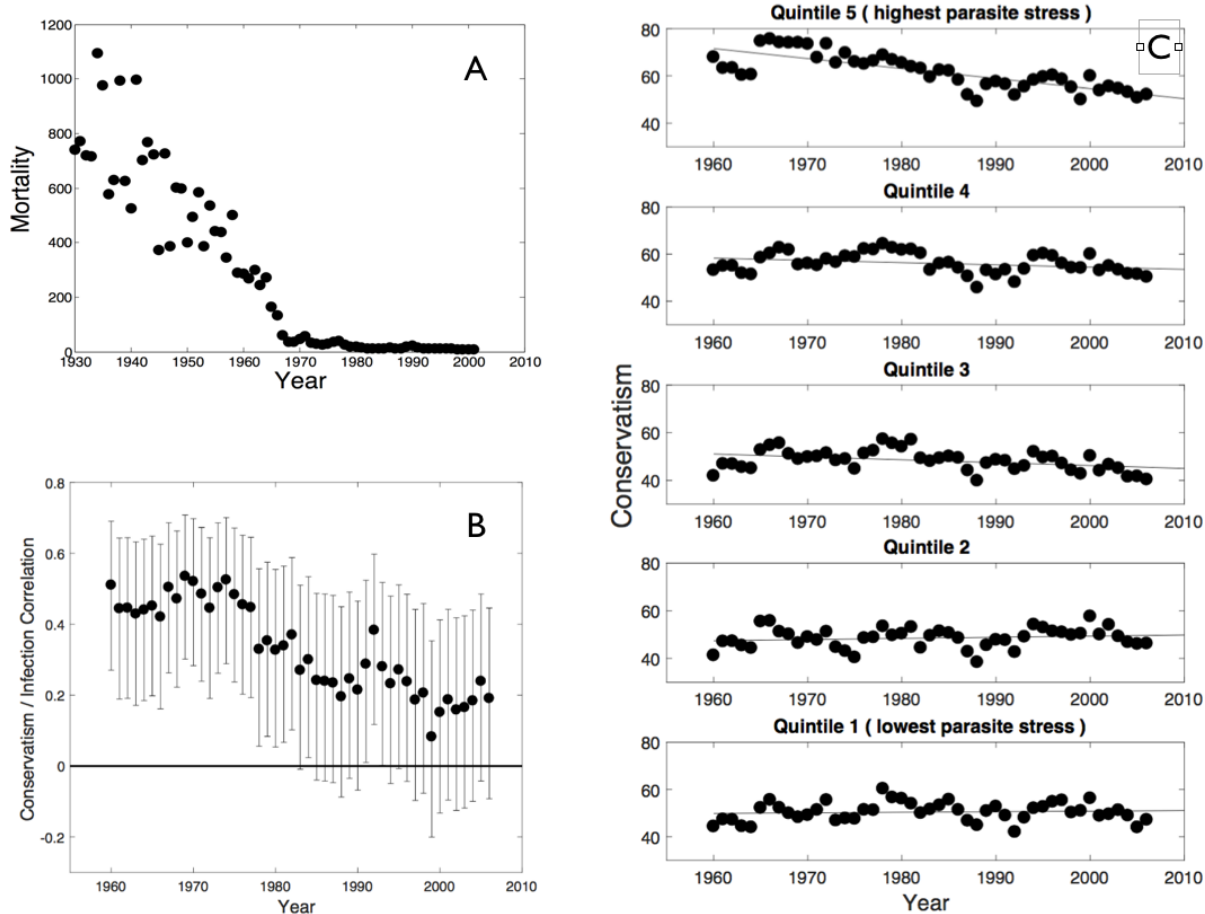 A
1200
1000
800
600
400
200
0
Mortality
1930 1940 1950 1960 1970 1980 1990 2000 2010
Year
B
0.8
0.6
0.4
0.2
0
-0.2
Conservatism / Infection Correlation
1960 1970 1980 1990 2000 2010
Year
C
Quintile 5 ( highest parasite stress )
80
60
40
1960 1970 1980 1990 2000 2010
Quintile 4
80
60
40
1960 1970 1980 1990 2000 2010
Quintile 3
80
60
40
Conservatism
1960 1970 1980 1990 2000 2010
Quintile 2
80
60
40
1960 1970 1980 1990 2000 2010
Quintile 1 ( lowest parasite stress )
80
60
40
1960 1970 1980 1990 2000 2010
Year